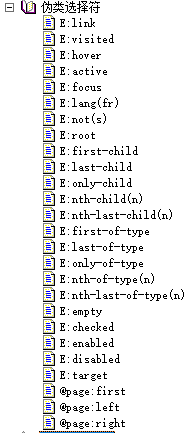 伪类选择符
E:link
E:visited
E:hover
E:active
E:focus
E:lang(fr)
E:not(s)
E:root
E:first-child
E:last-child
E:only-child
E:nth-child(n)
E:nth-last-child(n)
E:first-of-type
E:last-of-type
E:only-of-type
E:nth-of-type(n)
E:nth-last-of-type(n)
E:empty
E:checked
E:enabled
E:disabled
E:target
@page:first
@page:left
@page:right